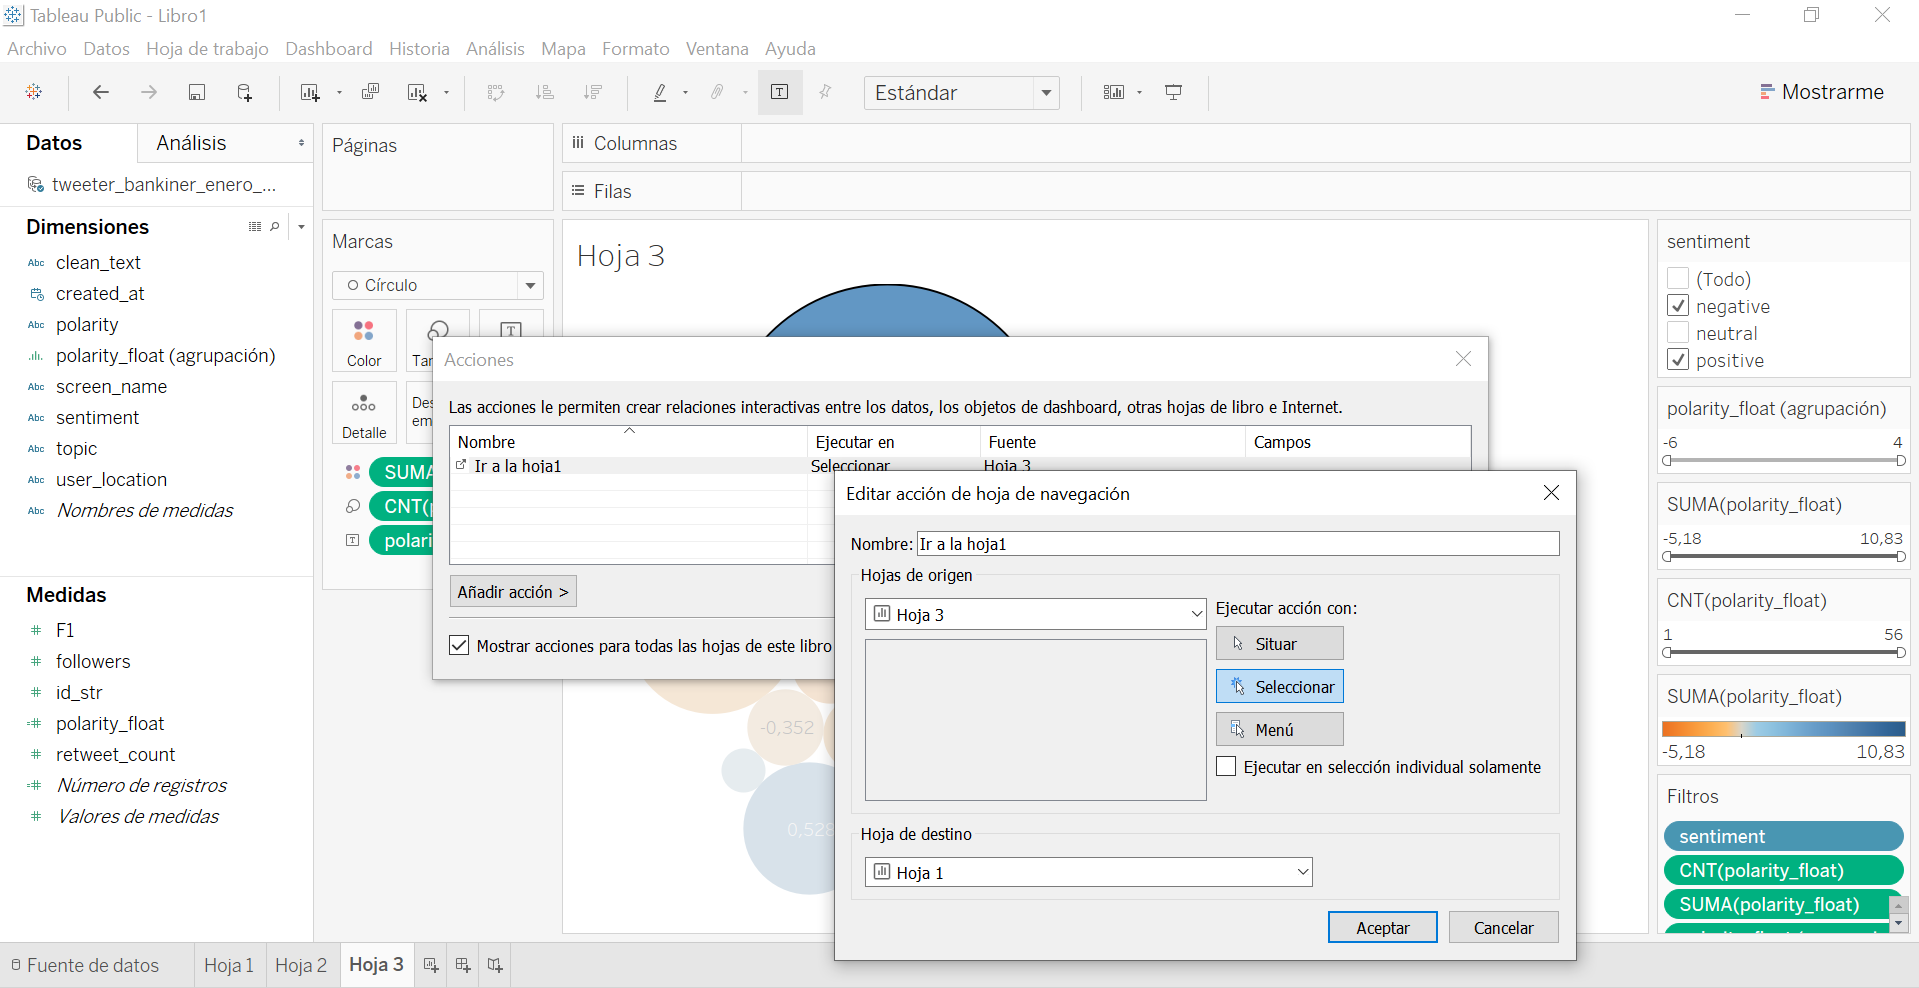 Tableau Public - Libro1
Archivo Datos Hoja de trabajo Dashboard Historia Análisis Mapa Formato Ventana Ayuda
Estándar
Mostrarme
Datos
Análisis
tweeter_bankiner_enero_...
Dimensiones
Abc clean_text
created_at
Abc polarity
polarity_float (agrupación)
Abc screen_name
Abc sentiment
Abc topic
Abc user_location
Abc Nombres de medidas
Medidas
# F1
# followers
# id_str
# polarity_float
# retweet_count
# Número de registros
# Valores de medidas
Páginas
Marcas
Círculo
Color
Detalle
SUMA
CNT(
polari
Columnas
Filas
Hoja 3
-0,352
0,528
Acciones
Las acciones le permiten crear relaciones interactivas entre los datos, los objetos de dashboard, otras hojas de libro e Internet.
Nombre Ejecutar en Fuente Campos
Ir a la hoja1 Seleccionar Hoja 3
Añadir acción >
Mostrar acciones para todas las hojas de este libro
Editar acción de hoja de navegación
Nombre: Ir a la hoja1
Hojas de origen
Hoja 3
Ejecutar acción con:
Situar
Seleccionar
Menú
Ejecutar en selección individual solamente
Hoja de destino
Hoja 1
Aceptar
Cancelar
sentiment
(Todo)
negative
neutral
positive
polarity_float (agrupación)
-6 4
SUMA(polarity_float)
-5,18 10,83
CNT(polarity_float)
1 56
SUMA(polarity_float)
-5,18 10,83
Filtros
sentiment
CNT(polarity_float)
SUMA(polarity_float)
Fuente de datos
Hoja 1
Hoja 2
Hoja 3